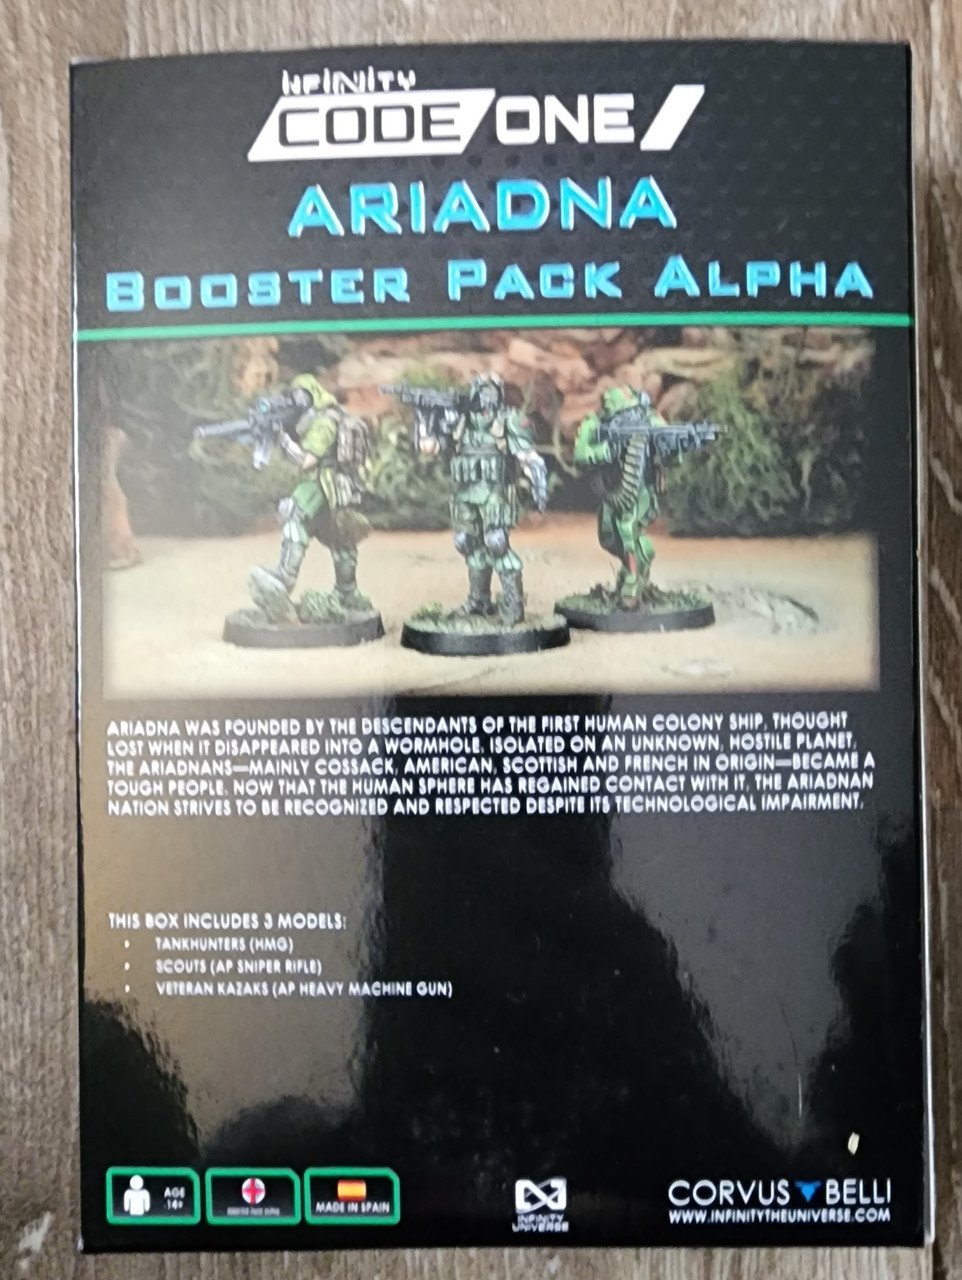 INFINITY
CODE ONE
ARIADNA
BOOSTER PACK ALPHA
ARIADNA WAS FOUNDED BY THE DESCENDANTS OF THE FIRST HUMAN COLONY SHIP, THOUGHT
LOST WHEN IT DISAPPEARED INTO A WORMHOLE. ISOLATED ON AN UNKNOWN, HOSTILE PLANET,
THE ARIADNANS—MAINLY COSSACK, AMERICAN, SCOTTISH AND FRENCH IN ORIGIN—BECAME A
TOUGH PEOPLE. NOW THAT THE HUMAN SPHERE HAS REGAINED CONTACT WITH IT, THE ARIADNAN
NATION STRIVES TO BE RECOGNIZED AND RESPECTED DESPITE ITS TECHNOLOGICAL IMPAIRMENT.
THIS BOX INCLUDES 3 MODELS:
• TANKHUNTERS (HMG)
• SCOUTS (AP SNIPER RIFLE)
• VETERAN KAZAKS (AP HEAVY MACHINE GUN)
AGE
14+
MADE IN SPAIN
INFINITY
UNIVERSE
CORVUS BELLI
WWW.INFINITYTHEUNIVERSE.COM